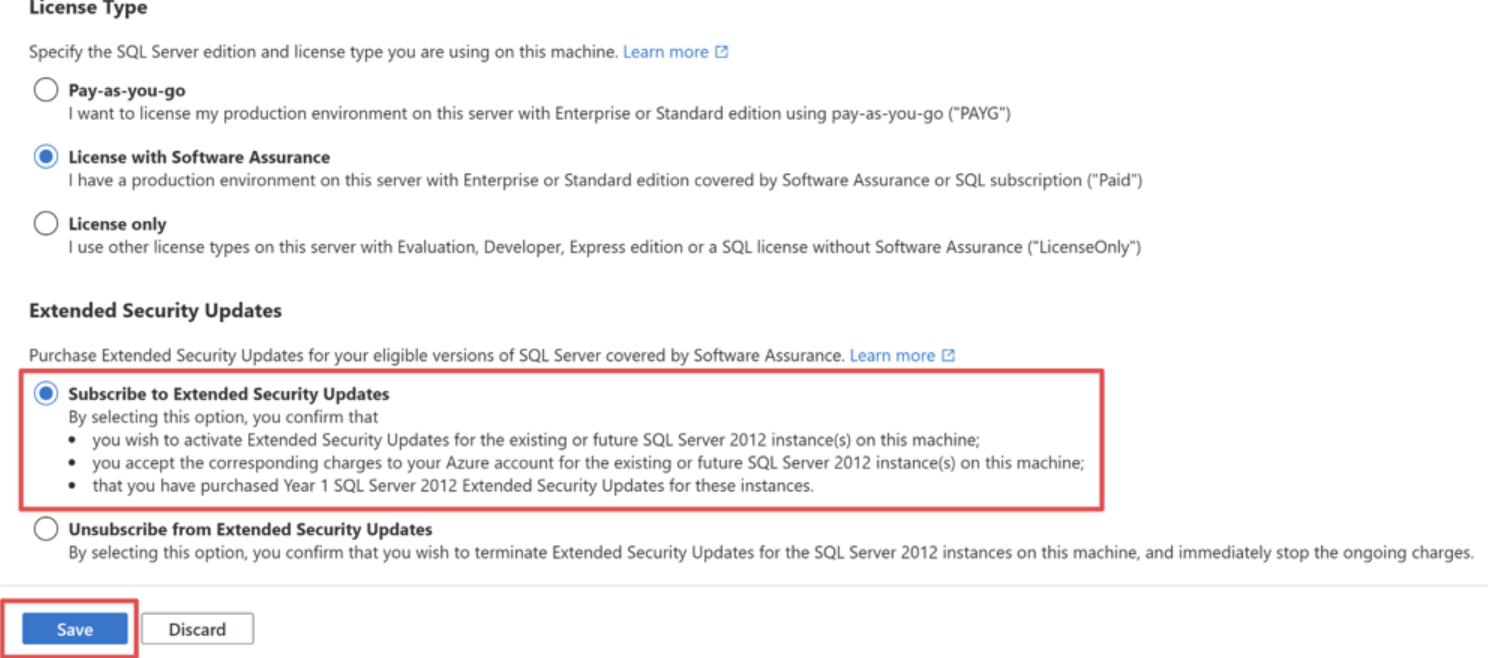 License Type
Specify the SQL Server edition and license type you are using on this machine. Learn more
Pay-as-you-go
I want to license my production environment on this server with Enterprise or Standard edition using pay-as-you-go ("PAYG")
License with Software Assurance
I have a production environment on this server with Enterprise or Standard edition covered by Software Assurance or SQL subscription ("Paid")
License only
I use other license types on this server with Evaluation, Developer, Express edition or a SQL license without Software Assurance ("LicenseOnly")
Extended Security Updates
Purchase Extended Security Updates for your eligible versions of SQL Server covered by Software Assurance. Learn more
Subscribe to Extended Security Updates
By selecting this option, you confirm that
• you wish to activate Extended Security Updates for the existing or future SQL Server 2012 instance(s) on this machine;
• you accept the corresponding charges to your Azure account for the existing or future SQL Server 2012 instance(s) on this machine;
• that you have purchased Year 1 SQL Server 2012 Extended Security Updates for these instances.
Unsubscribe from Extended Security Updates
By selecting this option, you confirm that you wish to terminate Extended Security Updates for the SQL Server 2012 instances on this machine, and immediately stop the ongoing charges.
Save Discard